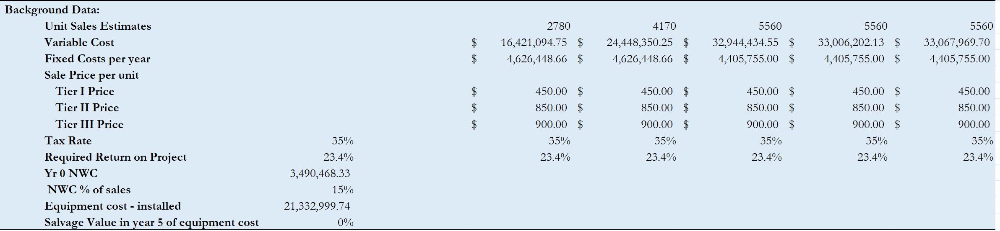 Background Data:
Unit Sales Estimates 2780 4170 5560 5560 5560
Variable Cost $ 16,421,094.75 $ 24,448,350.25 $ 32,944,434.55 $ 33,006,202.13 $ 33,067,969.70
Fixed Costs per year $ 4,626,448.66 $ 4,626,448.66 $ 4,405,755.00 $ 4,405,755.00 $ 4,405,755.00
Sale Price per unit
Tier I Price $ 450.00 $ 450.00 $ 450.00 $ 450.00 $ 450.00
Tier II Price $ 850.00 $ 850.00 $ 850.00 $ 850.00 $ 850.00
Tier III Price $ 900.00 $ 900.00 $ 900.00 $ 900.00 $ 900.00
Tax Rate 35% 35% 35% 35% 35% 35%
Required Return on Project 23.4% 23.4% 23.4% 23.4% 23.4% 23.4%
Yr 0 NWC 3,490,468.33
NWC % of sales 15%
Equipment cost - installed 21,332,999.74
Salvage Value in year 5 of equipment cost 0%